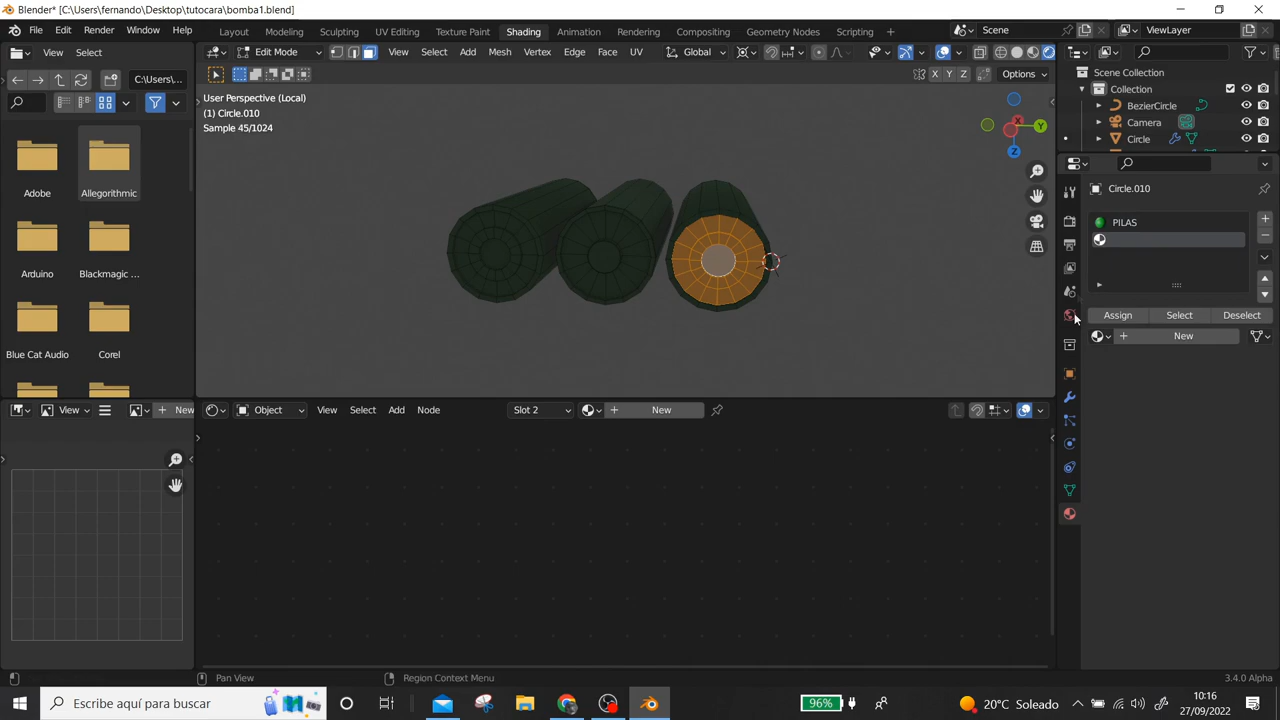 Blender* [C:\Users\fernando\Desktop\tutocara\bomba1.blend]
File Edit Render Window Help Layout Modeling Sculpting UV Editing Texture Paint Shading Animation Rendering Compositing Geometry Nodes Scripting Scene ViewLayer
View Select Edit Mode View Select Add Mesh Vertex Edge Face UV Global
C:\Users\... X Y Z Options
User Perspective (Local)
(1) Circle.010
Sample 45/1024
X Y Z
Scene Collection
Collection
BezierCircle
Camera
Circle
Adobe Allegorithmic
Arduino Blackmagic ...
Blue Cat Audio Corel
Circle.010
PILAS
Assign Select Deselect
New
View New Object View Select Add Node Slot 2 New
Pan View Region Context Menu 3.4.0 Alpha
Escribe aquí para buscar 96% 20°C Soleado 10:16
27/09/2022